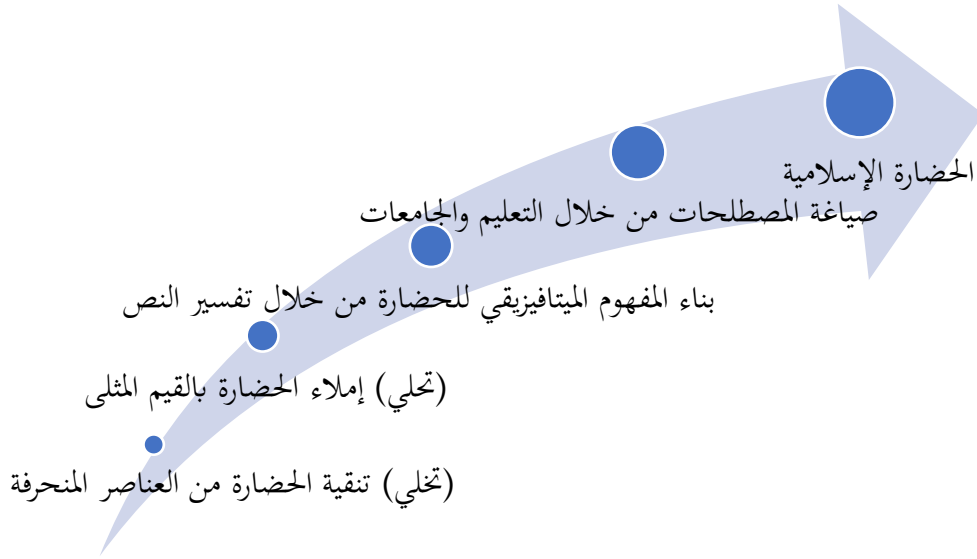 الحضارة الإسلامية
صياغة المصطلحات من خلال التعليم والجامعات
بناء المفهوم الميتافيزيقي للحضارة من خلال تفسير النص
(تحلي) إملاء الحضارة بالقيم المثلى
(تخلي) تنقية الحضارة من العناصر المنحرفة